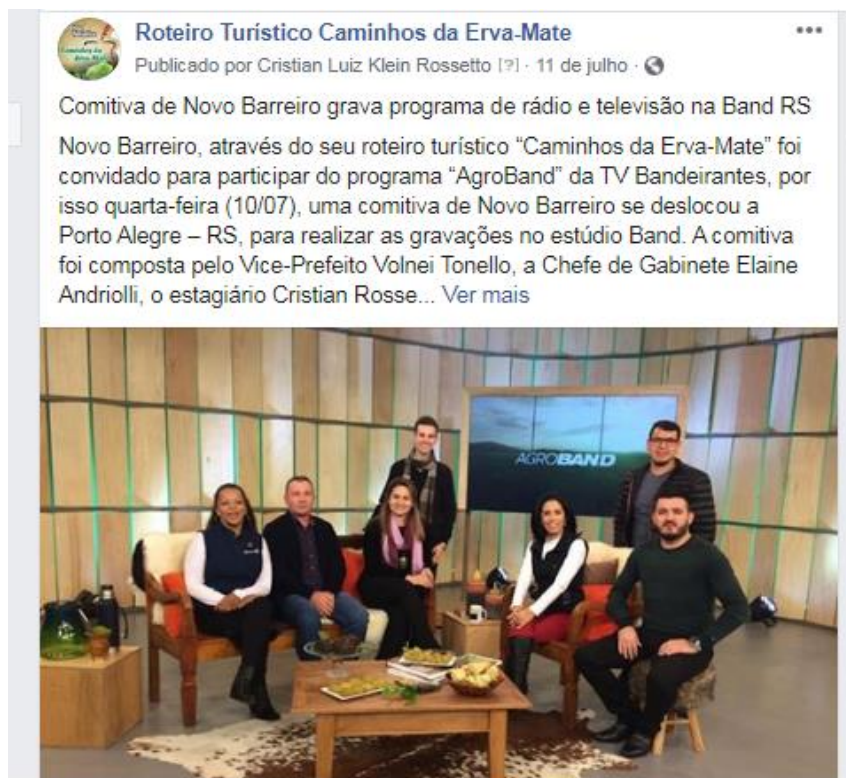 Roteiro Turístico Caminhos da Erva-Mate
Publicado por Cristian Luiz Klein Rossetto [?] · 11 de julho ·
Comitiva de Novo Barreiro grava programa de rádio e televisão na Band RS
Novo Barreiro, através do seu roteiro turístico “Caminhos da Erva-Mate” foi
convidado para participar do programa “AgroBand” da TV Bandeirantes, por
isso quarta-feira (10/07), uma comitiva de Novo Barreiro se deslocou a
Porto Alegre – RS, para realizar as gravações no estúdio Band. A comitiva
foi composta pelo Vice-Prefeito Volnei Tonello, a Chefe de Gabinete Elaine
Andriolli, o estagiário Cristian Rosse... Ver mais
AGROBAND